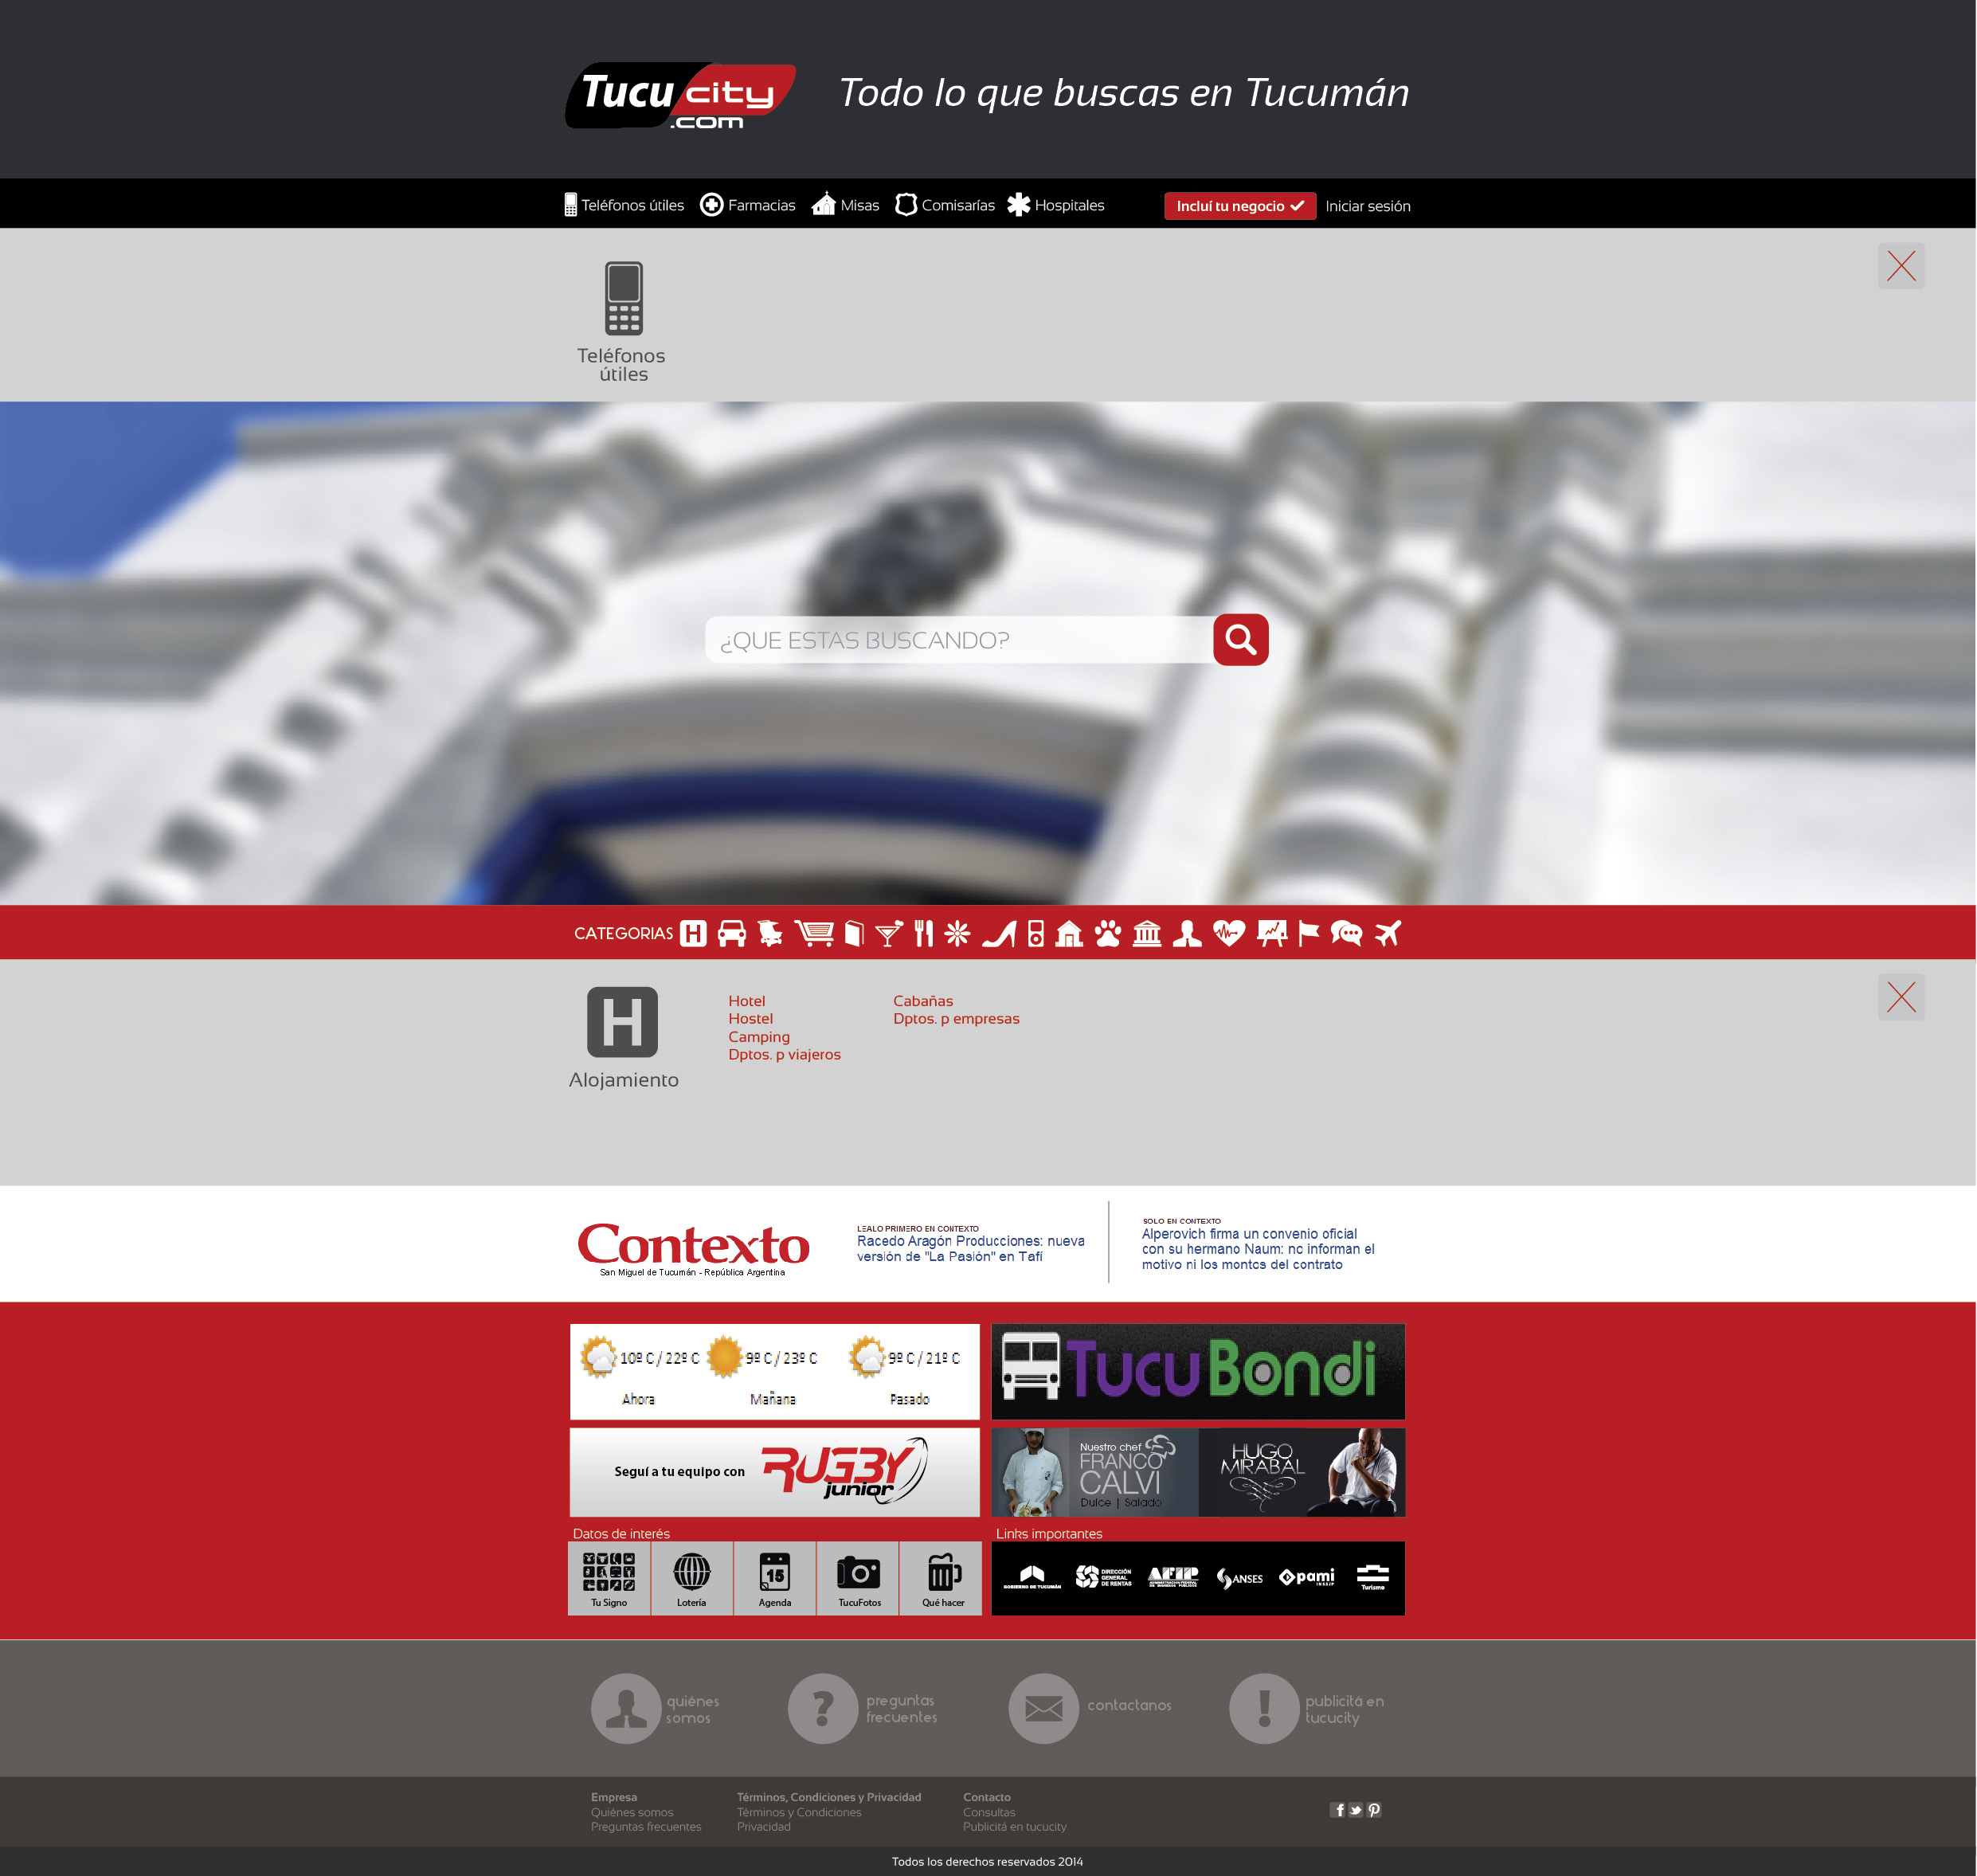 Tucu city
.com
Todo lo que buscas en Tucumán
Teléfonos útiles
Farmacias
Misas
Comisarías
Hospitales
Incluí tu negocio
Iniciar sesión
Teléfonos
útiles
¿QUE ESTAS BUSCANDO?
CATEGORIAS
H
H
Alojamiento
Hotel
Hostel
Camping
Dptos. p viajeros
Cabañas
Dptos. p empresas
Contexto
San Miguel de Tucumán - República Argentina
LEALO PRIMERO EN CONTEXTO
Racedo Aragón Producciones: nueva
versión de "La Pasión" en Tafí
SOLO EN CONTEXTO
Alperovich firma un convenio oficial
con su hermano Naum: no informan el
motivo ni los montos del contrato
10º C / 22º C
9º C / 23º C
9º C / 21º C
Ahora
Mañana
Pasado
TucuBondi
Seguí a tu equipo con
RUGBY
junior
Nuestro chef
FRANCO
CALVI
Dulce | Salado
HUGO
MIRABAL
Datos de interés
Links importantes
15
Tu Signo
Lotería
Agenda
TucuFotos
Qué hacer
GOBIERNO DE TUCUMÁN
DIRECCIÓN
GENERAL
DE RENTAS
AFIP
ADMINISTRACION FEDERAL
DE INGRESOS PUBLICOS
ANSES
pami
INSSJP
Turismo
quiénes
somos
?
preguntas
frecuentes
contactanos
!
publicitá en
tucucity
Empresa
Quiénes somos
Preguntas frecuentes
Términos, Condiciones y Privacidad
Términos y Condiciones
Privacidad
Contacto
Consultas
Publicitá en tucucity
Todos los derechos reservados 2014